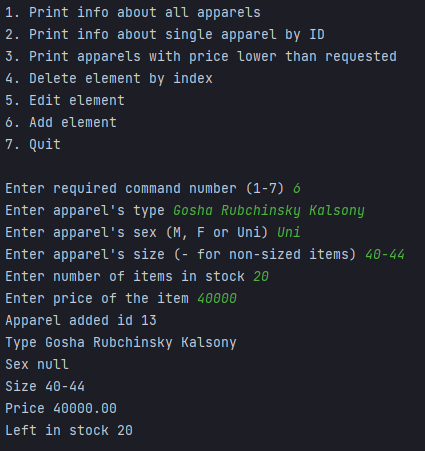 1. Print info about all apparels
2. Print info about single apparel by ID
3. Print apparels with price lower than requested
4. Delete element by index
5. Edit element
6. Add element
7. Quit
Enter required command number (1-7) 6
Enter apparel's type Gosha Rubchinsky Kalsony
Enter apparel's sex (M, F or Uni) Uni
Enter apparel's size (- for non-sized items) 40-44
Enter number of items in stock 20
Enter price of the item 40000
Apparel added id 13
Type Gosha Rubchinsky Kalsony
Sex null
Size 40-44
Price 40000.00
Left in stock 20